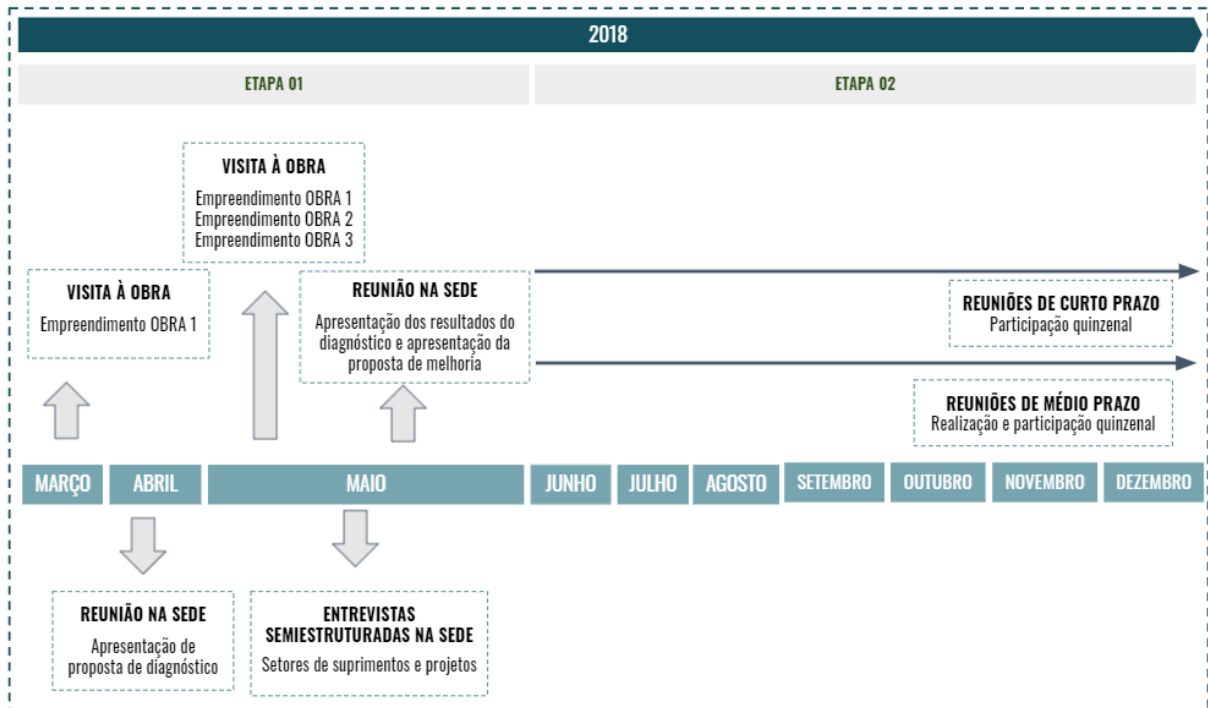 2018
ETAPA 01
ETAPA 02
VISITA À OBRA
Empreendimento OBRA 1
Empreendimento OBRA 2
Empreendimento OBRA 3
VISITA À OBRA
Empreendimento OBRA 1
REUNIÃO NA SEDE
Apresentação dos resultados do
diagnóstico e apresentação da
proposta de melhoria
REUNIÕES DE CURTO PRAZO
Participação quinzenal
REUNIÕES DE MÉDIO PRAZO
Realização e participação quinzenal
MARÇO
ABRIL
MAIO
JUNHO
JULHO
AGOSTO
SETEMBRO
OUTUBRO
NOVEMBRO
DEZEMBRO
REUNIÃO NA SEDE
Apresentação de
proposta de diagnóstico
ENTREVISTAS
SEMIESTRUTURADAS NA SEDE
Setores de suprimentos e projetos